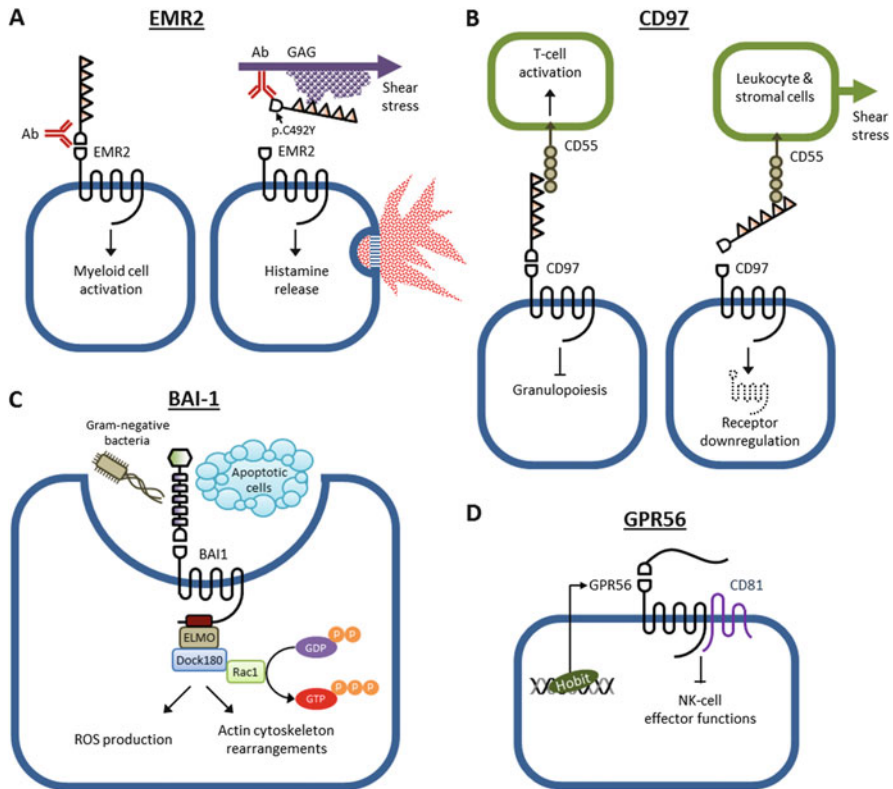 A
EMR2
Ab
EMR2
Myeloid cell
activation
Ab
GAG
Shear
stress
p.C492Y
EMR2
Histamine
release
B
CD97
T-cell
activation
CD55
CD97
Granulopoiesis
Leukocyte &
stromal cells
Shear
stress
CD55
CD97
Receptor
downregulation
C
BAI-1
Gram-negative
bacteria
Apoptotic
cells
BAI1
ELMO
Dock180
Rac1
GDP
P
P
GTP
P
P
P
ROS production
Actin cytoskeleton
rearrangements
D
GPR56
GPR56
CD81
Hobit
NK-cell
effector functions